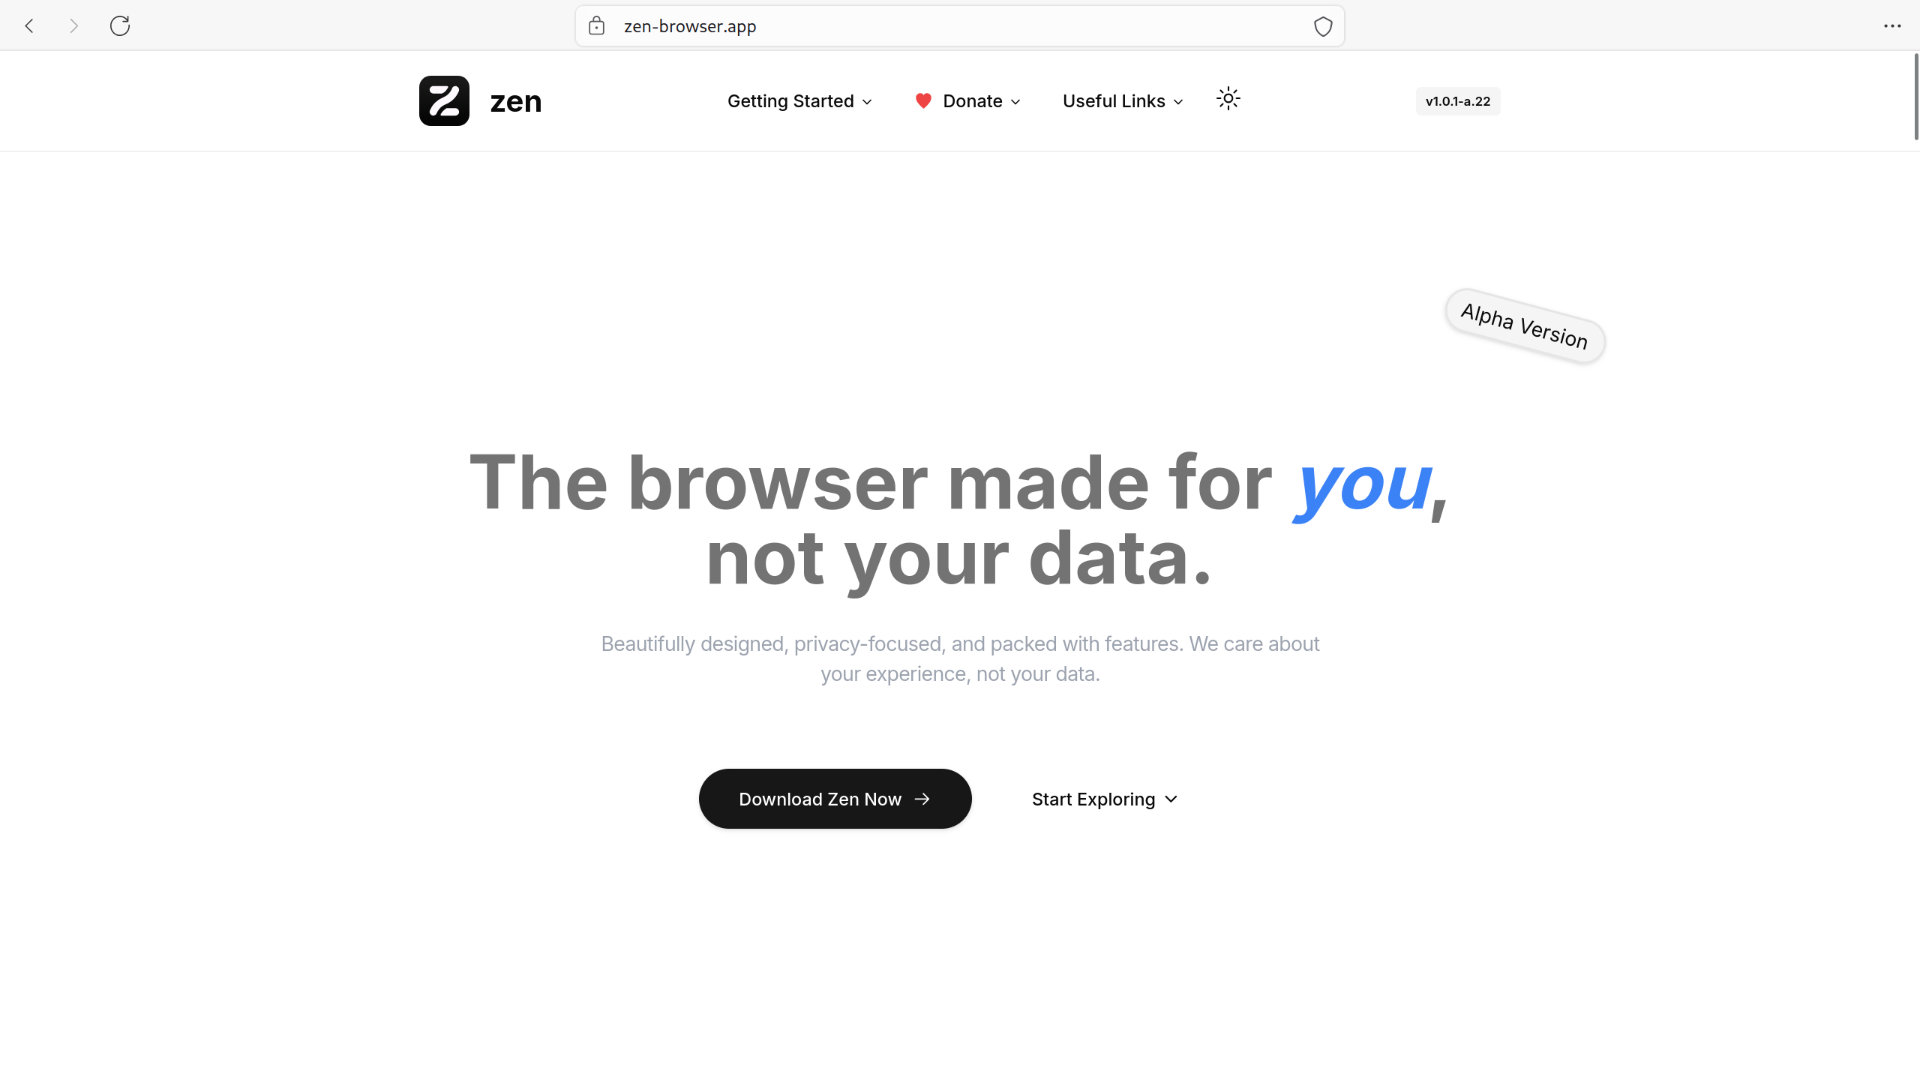 zen-browser.app
zen
Getting Started
Donate
Useful Links
v1.0.1-a.22
Alpha Version
The browser made for you,
not your data.
Beautifully designed, privacy-focused, and packed with features. We care about
your experience, not your data.
Download Zen Now
Start Exploring